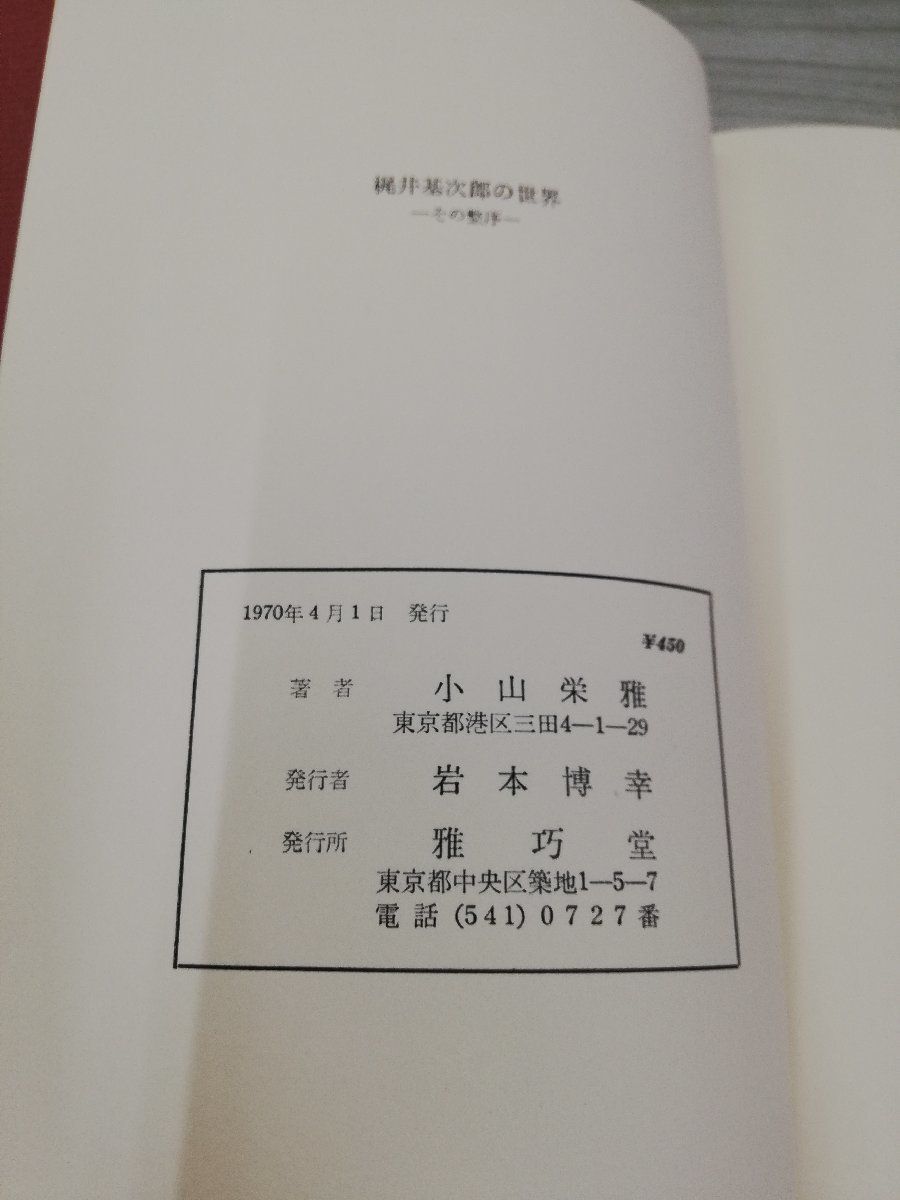 梶井基次郎の世界
―その整序―
1970年4月1日 発行
¥450
著者 小山栄雅
東京都港区三田4―1―29
発行者 岩本博幸
発行所 雅巧堂
東京都中央区築地1―5―7
電話 (541) 0727番